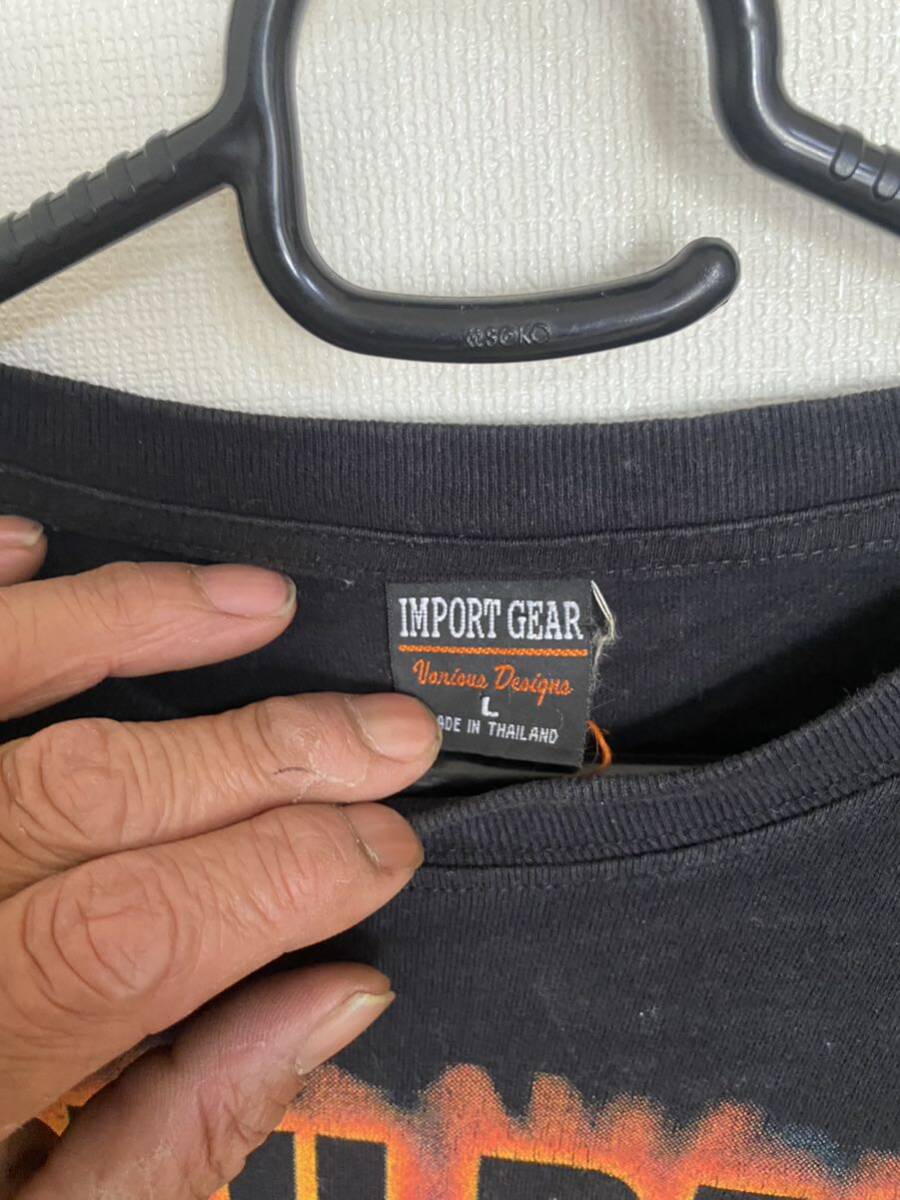 IMPORT GEAR
Various Designs
L
ADE IN THAILAND